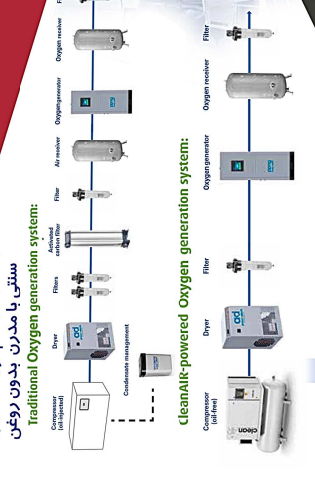 سنتی با مدرن بدون روغن
Traditional Oxygen generation system:
Compressor
(oil-injected)
Dryer
Filters
Activated
carbon filter
Filter
Air receiver
Oxygen generator
Oxygen receiver
Condensate management
CleanAIR-powered Oxygen generation system:
Compressor
(oil-free)
Dryer
Filter
Oxygen generator
Oxygen receiver
Filter
clean